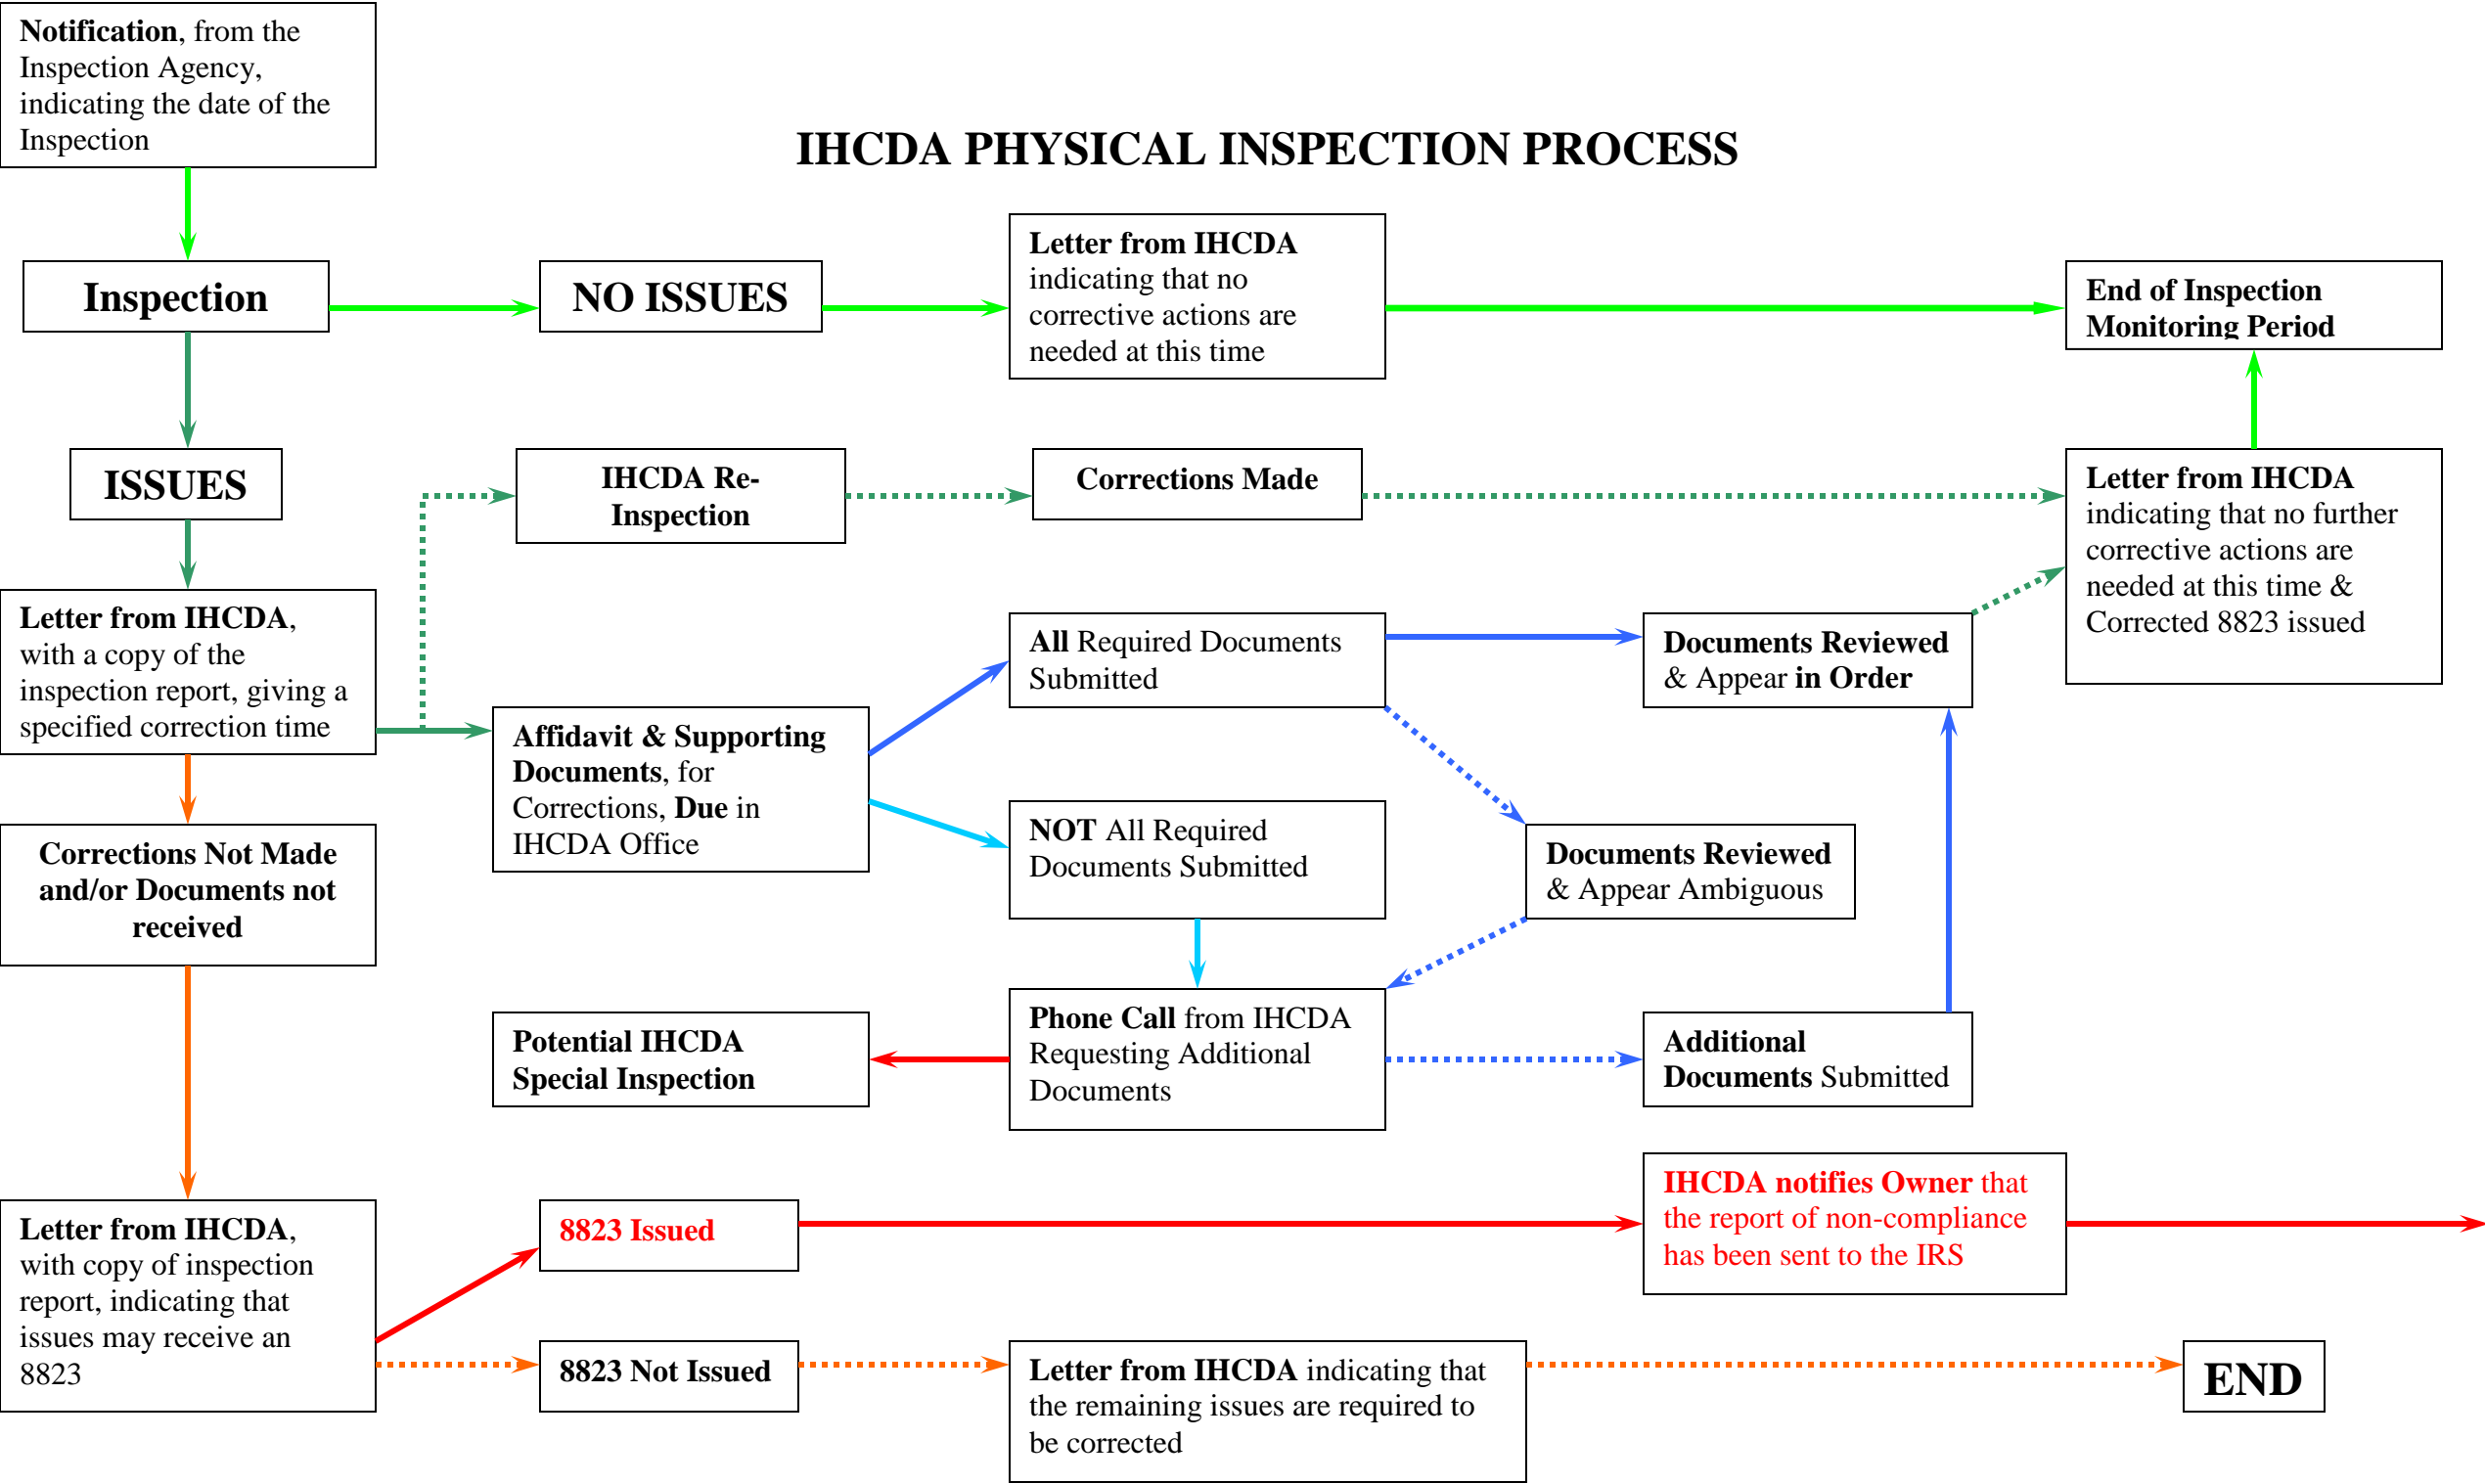 Notification, from the
Inspection Agency,
indicating the date of the
Inspection
IHCDA PHYSICAL INSPECTION PROCESS
Inspection
NO ISSUES
Letter from IHCDA
indicating that no
corrective actions are
needed at this time
End of Inspection
Monitoring Period
ISSUES
IHCDA Re-
Inspection
Corrections Made
Letter from IHCDA
indicating that no further
corrective actions are
needed at this time &
Corrected 8823 issued
Letter from IHCDA,
with a copy of the
inspection report, giving a
specified correction time
Affidavit & Supporting
Documents, for
Corrections, Due in
IHCDA Office
All Required Documents
Submitted
Documents Reviewed
& Appear in Order
NOT All Required
Documents Submitted
Documents Reviewed
& Appear Ambiguous
Corrections Not Made
and/or Documents not
received
Potential IHCDA
Special Inspection
Phone Call from IHCDA
Requesting Additional
Documents
Additional
Documents Submitted
Letter from IHCDA,
with copy of inspection
report, indicating that
issues may receive an
8823
8823 Issued
IHCDA notifies Owner that
the report of non-compliance
has been sent to the IRS
8823 Not Issued
Letter from IHCDA indicating that
the remaining issues are required to
be corrected
END